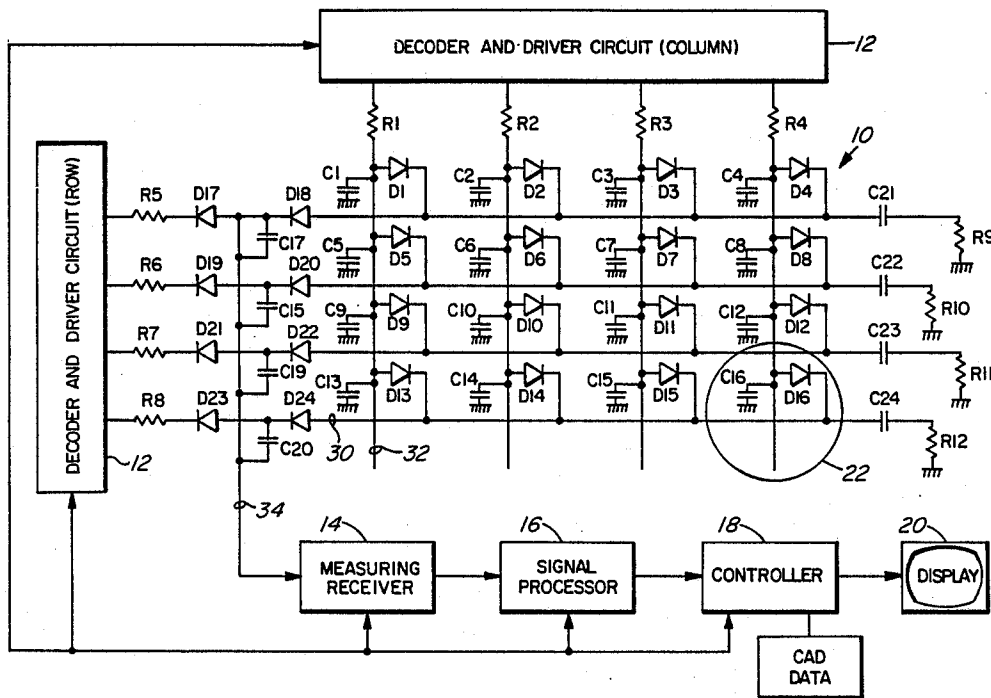 DECODER AND DRIVER CIRCUIT (COLUMN)
12
R1 R2 R3 R4
10
DECODER AND DRIVER CIRCUIT (ROW)
12
C1 D1 C2 D2 C3 D3 C4 D4
R5 D17 D18 C21
C17 R9
C5 D5 C6 D6 C7 D7 C8 D8
R6 D19 D20 C22
C15 R10
C9 D9 C10 D10 C11 D11 C12 D12
R7 D21 D22 C23
C19 R11
C13 D13 C14 D14 C15 D15 C16 D16
R8 D23 D24 C24
C20 30 32 R12
22
34
14 16 18 20
MEASURING
RECEIVER
SIGNAL
PROCESSOR
CONTROLLER
DISPLAY
CAD
DATA